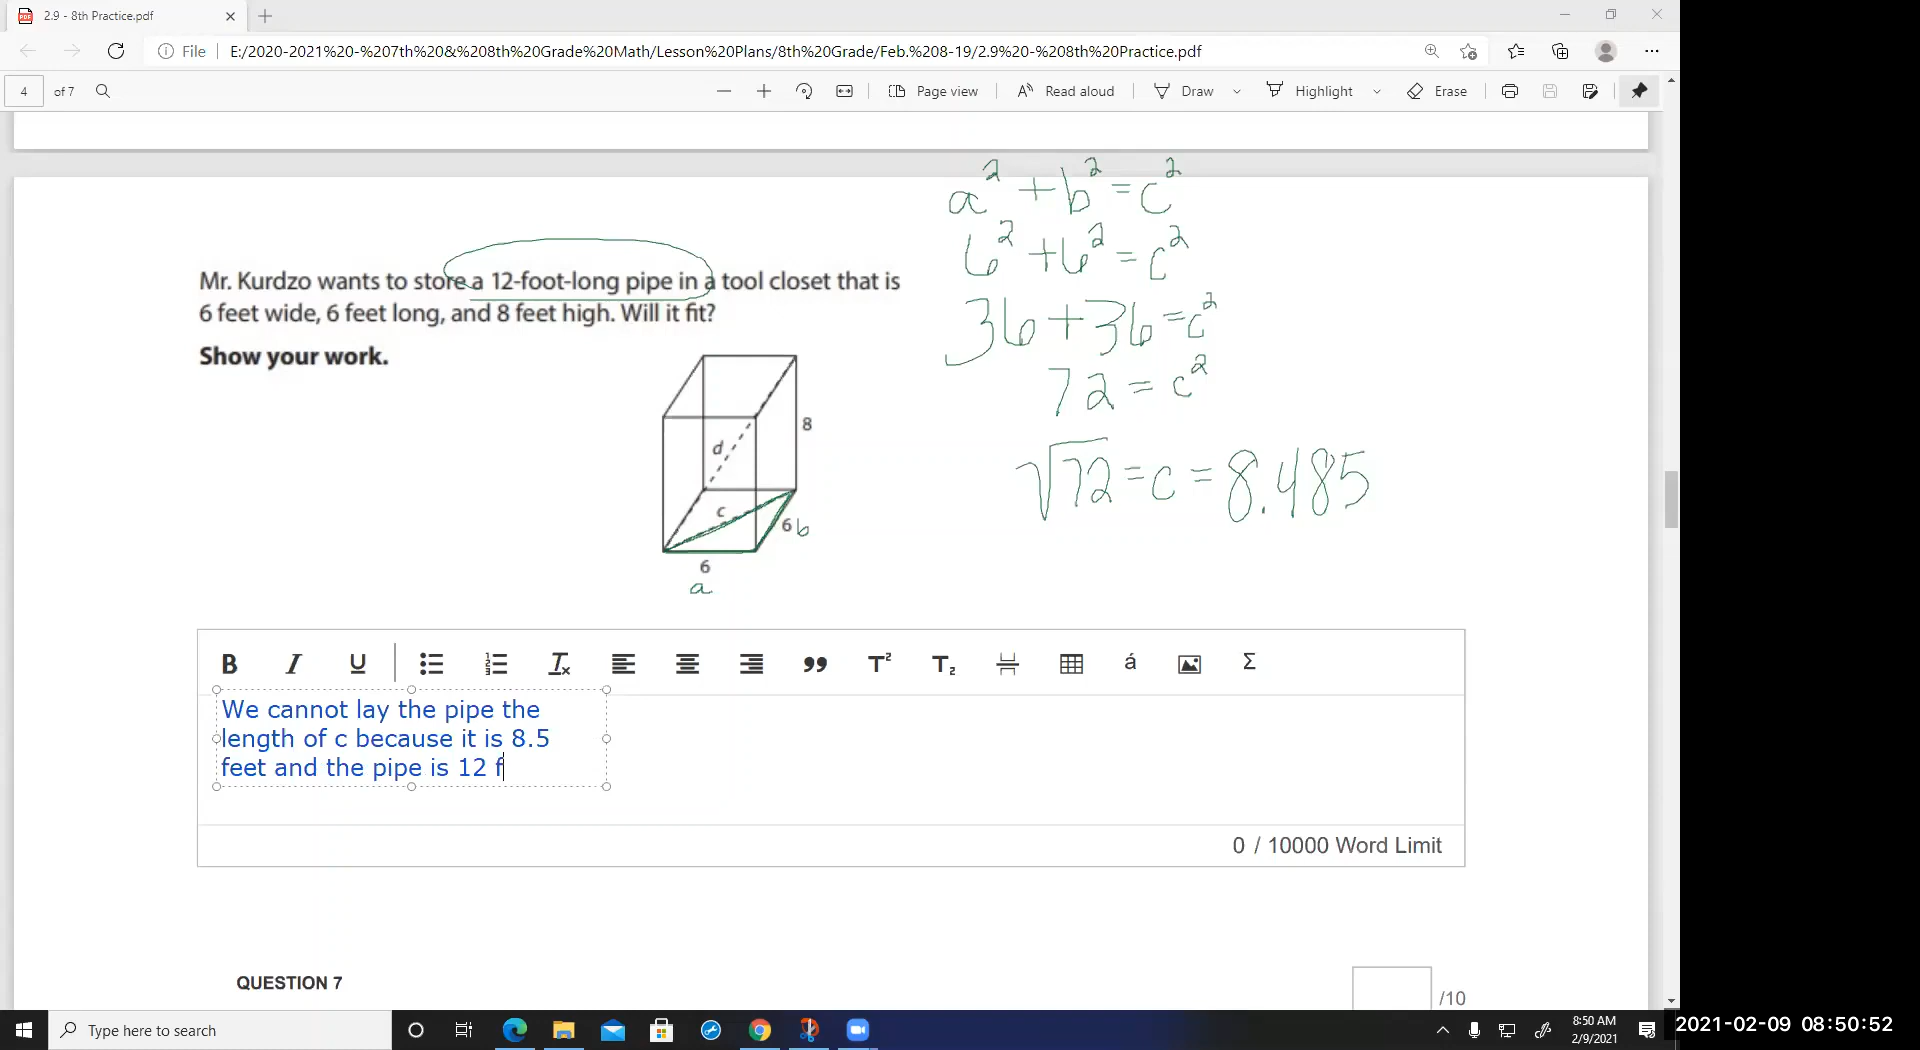 2.9 - 8th Practice.pdf
File
E:/2020-2021%20-%207th%20&%208th%20Grade%20Math/Lesson%20Plans/8th%20Grade/Feb.%208-19/2.9%20-%208th%20Practice.pdf
4 of 7
Page view
Read aloud
Draw
Highlight
Erase
a² + b² = c²
6² + 6² = c²
36 + 36 = c²
72 = c²
√72 = c = 8.485
Mr. Kurdzo wants to store a 12-foot-long pipe in a tool closet that is
6 feet wide, 6 feet long, and 8 feet high. Will it fit?
Show your work.
8
d
c
6 b
6
a
B I U T² T₂ á Σ
We cannot lay the pipe the
length of c because it is 8.5
feet and the pipe is 12 f
0 / 10000 Word Limit
QUESTION 7
/10
Type here to search
8:50 AM
2/9/2021
2021-02-09 08:50:52